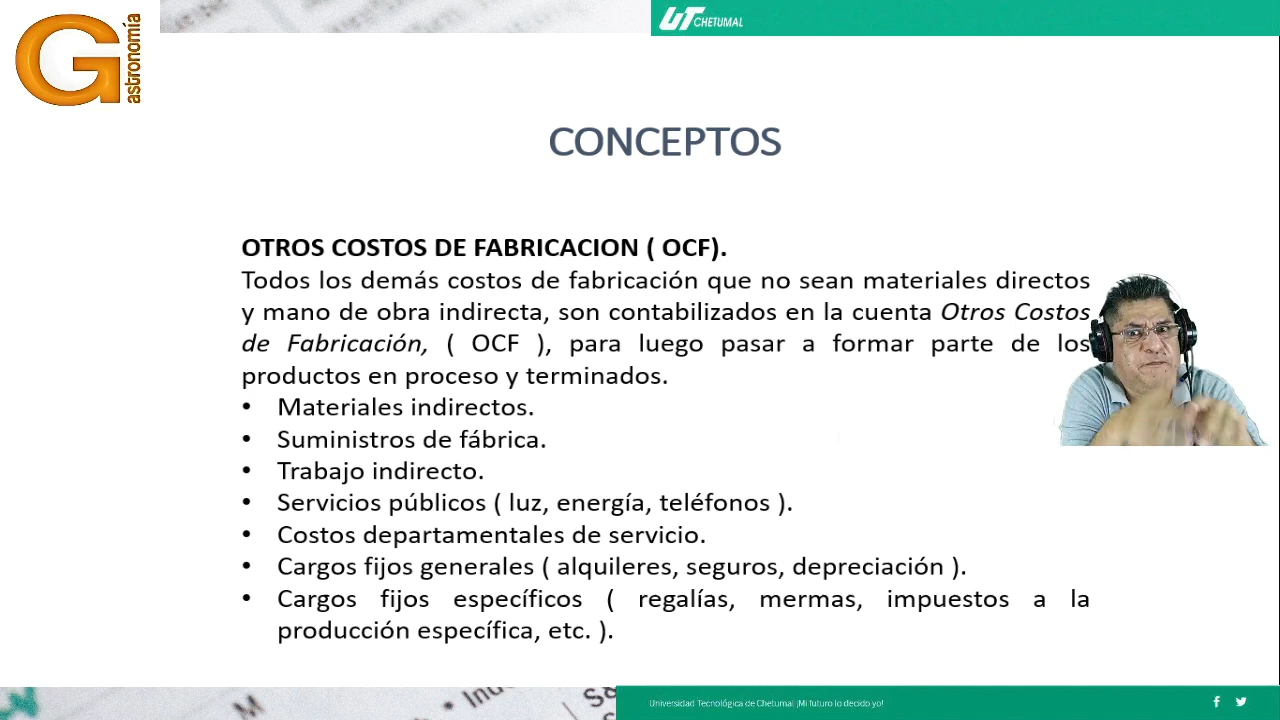 Gastronomía
UT CHETUMAL
CONCEPTOS
OTROS COSTOS DE FABRICACION ( OCF).
Todos los demás costos de fabricación que no sean materiales directos
y mano de obra indirecta, son contabilizados en la cuenta Otros Costos
de Fabricación, ( OCF ), para luego pasar a formar parte de los
productos en proceso y terminados.
• Materiales indirectos.
• Suministros de fábrica.
• Trabajo indirecto.
• Servicios públicos ( luz, energía, teléfonos ).
• Costos departamentales de servicio.
• Cargos fijos generales ( alquileres, seguros, depreciación ).
• Cargos fijos específicos ( regalías, mermas, impuestos a la
producción específica, etc. ).
Universidad Tecnológica de Chetumal ¡Mi futuro lo decido yo!